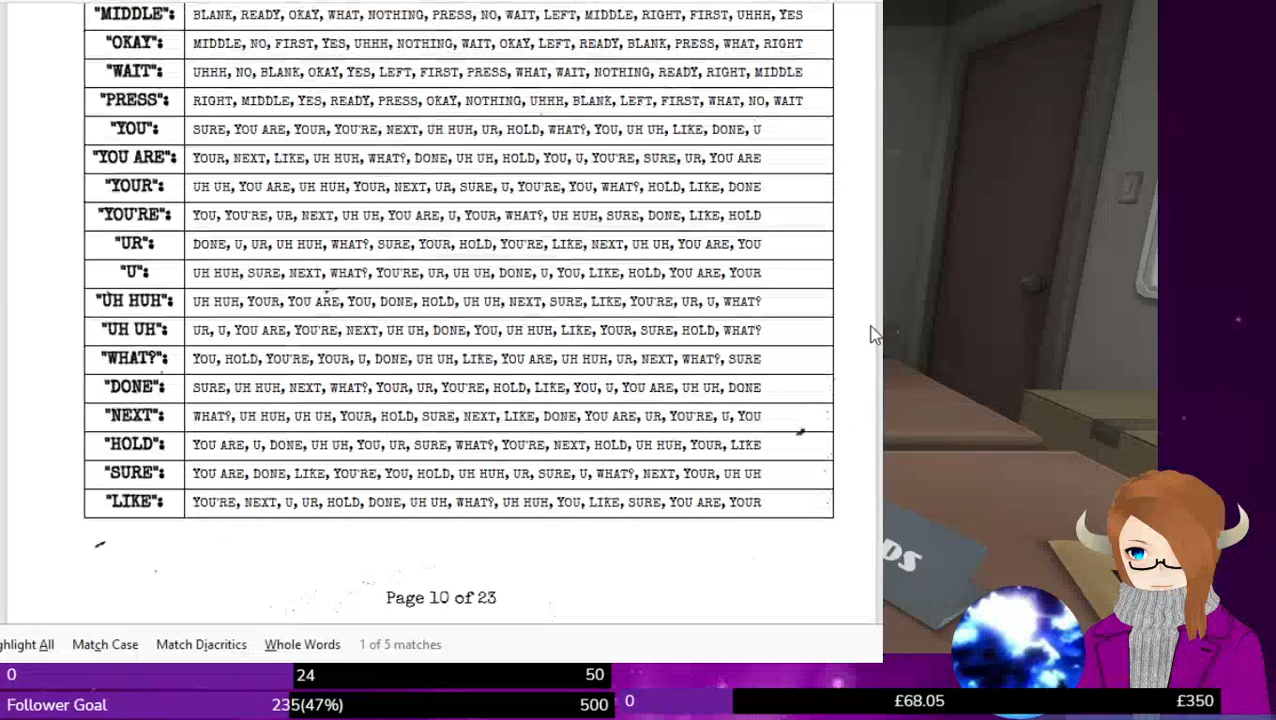 "MIDDLE": BLANK, READY, OKAY, WHAT, NOTHING, PRESS, NO, WAIT, LEFT, MIDDLE, RIGHT, FIRST, UHHH, YES
"OKAY": MIDDLE, NO, FIRST, YES, UHHH, NOTHING, WAIT, OKAY, LEFT, READY, BLANK, PRESS, WHAT, RIGHT
"WAIT": UHHH, NO, BLANK, OKAY, YES, LEFT, FIRST, PRESS, WHAT, WAIT, NOTHING, READY, RIGHT, MIDDLE
"PRESS": RIGHT, MIDDLE, YES, READY, PRESS, OKAY, NOTHING, UHHH, BLANK, LEFT, FIRST, WHAT, NO, WAIT
"YOU": SURE, YOU ARE, YOUR, YOU'RE, NEXT, UH HUH, UR, HOLD, WHAT?, YOU, UH UH, LIKE, DONE, U
"YOU ARE": YOUR, NEXT, LIKE, UH HUH, WHAT?, DONE, UH UH, HOLD, YOU, U, YOU'RE, SURE, UR, YOU ARE
"YOUR": UH UH, YOU ARE, UH HUH, YOUR, NEXT, UR, SURE, U, YOU'RE, YOU, WHAT?, HOLD, LIKE, DONE
"YOU'RE": YOU, YOU'RE, UR, NEXT, UH UH, YOU ARE, U, YOUR, WHAT?, UH HUH, SURE, DONE, LIKE, HOLD
"UR": DONE, U, UR, UH HUH, WHAT?, SURE, YOUR, HOLD, YOU'RE, LIKE, NEXT, UH UH, YOU ARE, YOU
"U": UH HUH, SURE, NEXT, WHAT?, YOU'RE, UR, UH UH, DONE, U, YOU, LIKE, HOLD, YOU ARE, YOUR
"UH HUH": UH HUH, YOUR, YOU ARE, YOU, DONE, HOLD, UH UH, NEXT, SURE, LIKE, YOU'RE, UR, U, WHAT?
"UH UH": UR, U, YOU ARE, YOU'RE, NEXT, UH UH, DONE, YOU, UH HUH, LIKE, YOUR, SURE, HOLD, WHAT?
"WHAT?": YOU, HOLD, YOU'RE, YOUR, U, DONE, UH UH, LIKE, YOU ARE, UH HUH, UR, NEXT, WHAT?, SURE
"DONE": SURE, UH HUH, NEXT, WHAT?, YOUR, UR, YOU'RE, HOLD, LIKE, YOU, U, YOU ARE, UH UH, DONE
"NEXT": WHAT?, UH HUH, UH UH, YOUR, HOLD, SURE, NEXT, LIKE, DONE, YOU ARE, UR, YOU'RE, U, YOU
"HOLD": YOU ARE, U, DONE, UH UH, YOU, UR, SURE, WHAT?, YOU'RE, NEXT, HOLD, UH HUH, YOUR, LIKE
"SURE": YOU ARE, DONE, LIKE, YOU'RE, YOU, HOLD, UH HUH, UR, SURE, U, WHAT?, NEXT, YOUR, UH UH
"LIKE": YOU'RE, NEXT, U, UR, HOLD, DONE, UH UH, WHAT?, UH HUH, YOU, LIKE, SURE, YOU ARE, YOUR
DS
Page 10 of 23
ghlight All Match Case Match Diacritics Whole Words 1 of 5 matches
0 24 50
Follower Goal 235(47%) 500 0 £68.05 £350